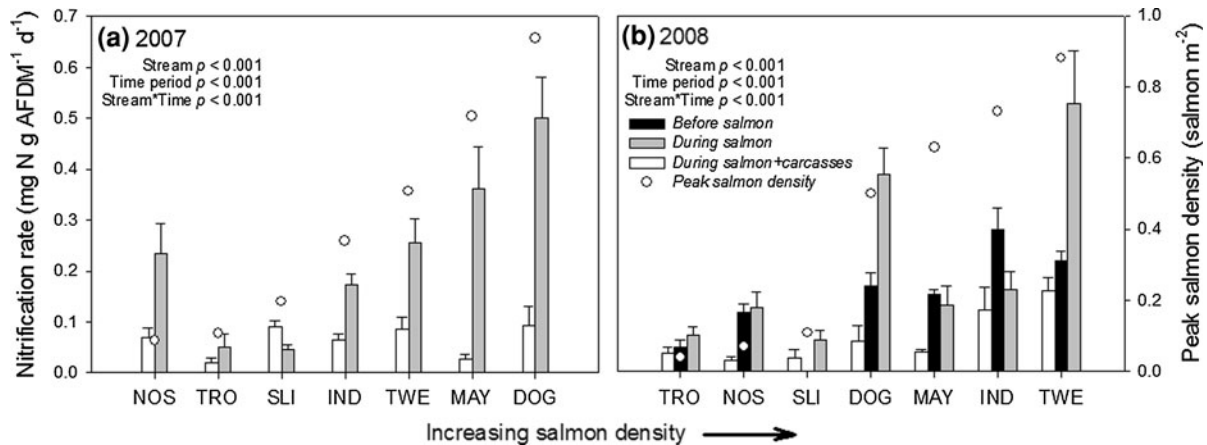 (a) 2007
Stream p < 0.001
Time period p < 0.001
Stream*Time p < 0.001
(b) 2008
Stream p < 0.001
Time period p < 0.001
Stream*Time p < 0.001
Before salmon
During salmon
During salmon+carcasses
Peak salmon density
Nitrification rate (mg N g AFDM⁻¹ d⁻¹)
0.7
0.6
0.5
0.4
0.3
0.2
0.1
0.0
1.0
0.8
0.6
0.4
0.2
0.0
Peak salmon density (salmon m⁻²)
NOS TRO SLI IND TWE MAY DOG
TRO NOS SLI DOG MAY IND TWE
Increasing salmon density